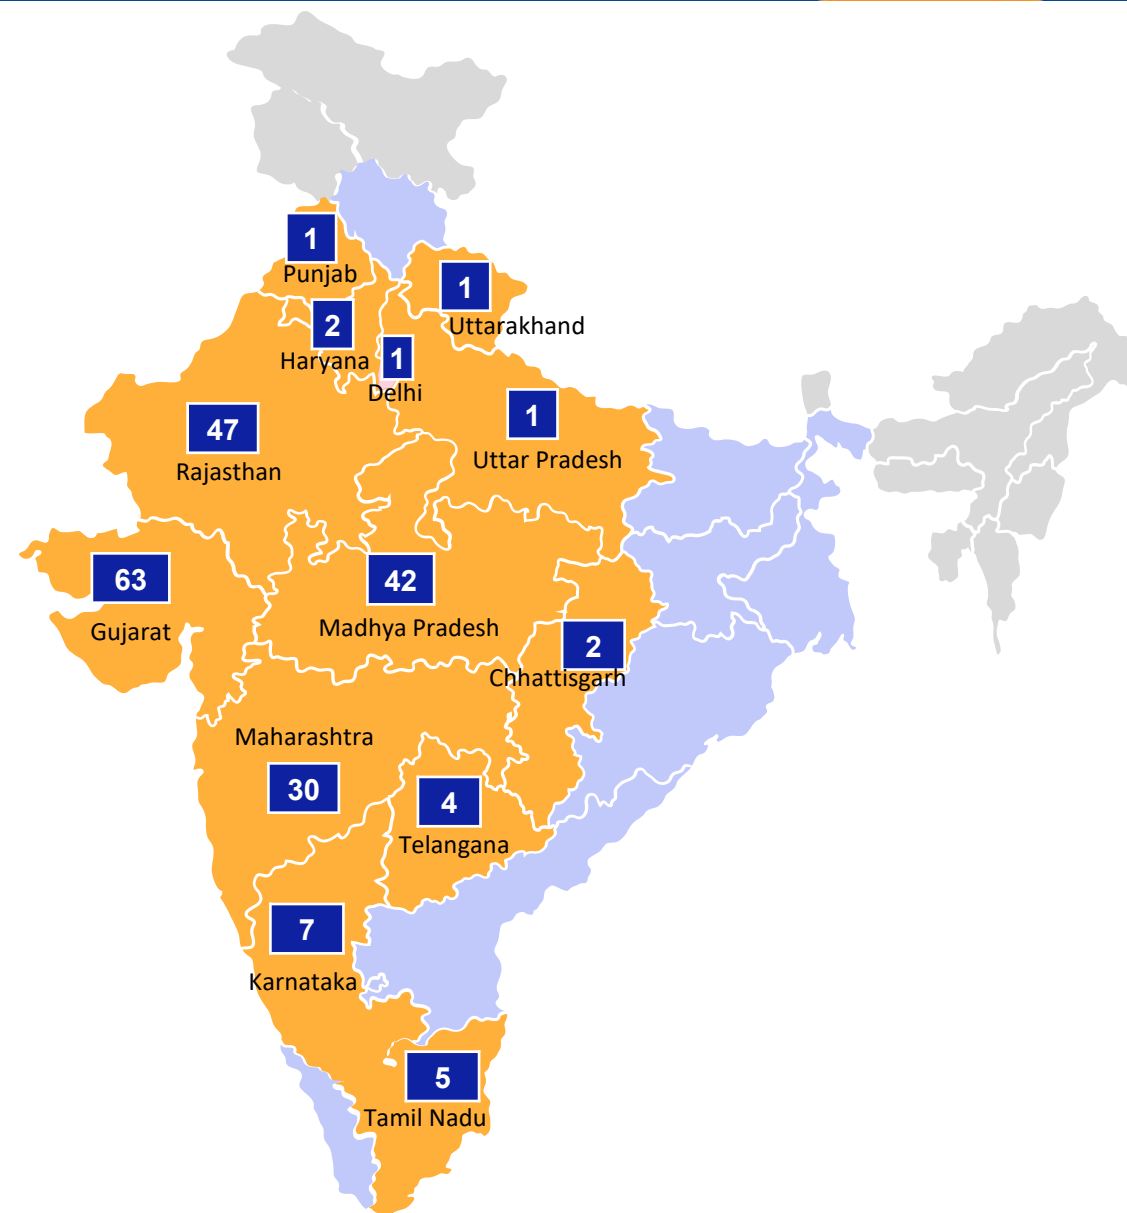 1
Punjab
1
Uttarakhand
2
Haryana
1
Delhi
47
Rajasthan
1
Uttar Pradesh
63
Gujarat
42
Madhya Pradesh
2
Chhattisgarh
Maharashtra
30
4
Telangana
7
Karnataka
5
Tamil Nadu